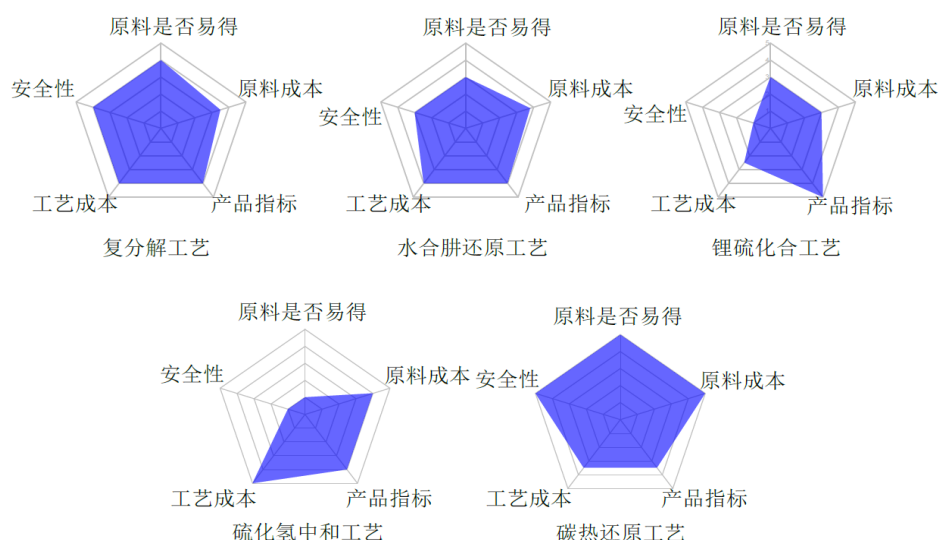 原料是否易得
原料成本
产品指标
工艺成本
安全性
复分解工艺
原料是否易得
原料成本
产品指标
工艺成本
安全性
水合肼还原工艺
原料是否易得
原料成本
产品指标
工艺成本
安全性
锂硫化合工艺
原料是否易得
原料成本
产品指标
工艺成本
安全性
硫化氢中和工艺
原料是否易得
原料成本
产品指标
工艺成本
安全性
碳热还原工艺